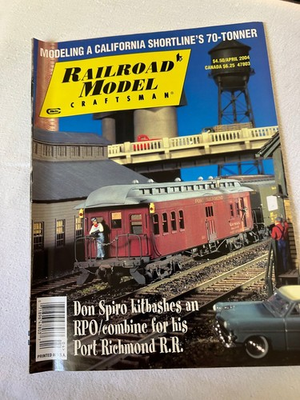 MODELING A CALIFORNIA SHORTLINE'S 70-TONNER
$4.50/APRIL 2004
CANADA $6.25 47903
RAILROAD
MODEL
CRAFTSMAN
Don Spiro kitbashes an
RPO/combine for his
Port Richmond R.R.